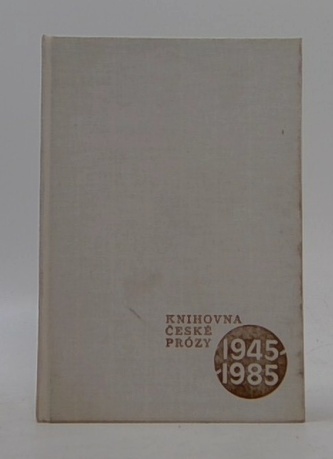 KNIHOVNA
ČESKÉ
PRÓZY
1945-
-1985